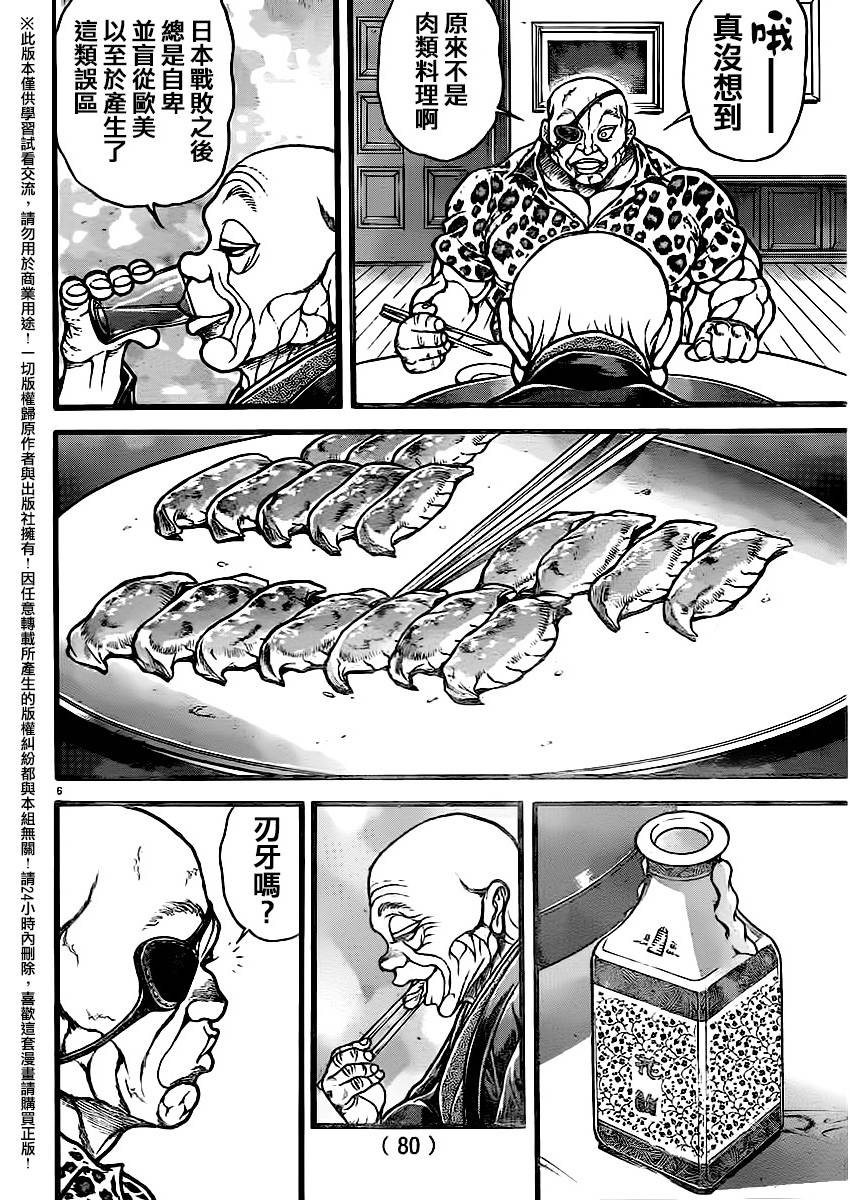 哦——
真沒想到
原來不是
肉類料理啊
日本戰敗之後
總是自卑
並盲從歐美
以至於產生了
這類誤區
6
刃牙嗎？
( 80 )
※此版本僅供學習試看交流，請勿用於商業用途！一切版權歸原作者與出版社擁有！因任意轉載所產生的版權糾紛都與本組無關！請24小時內刪除，喜歡這套漫畫請購買正版！